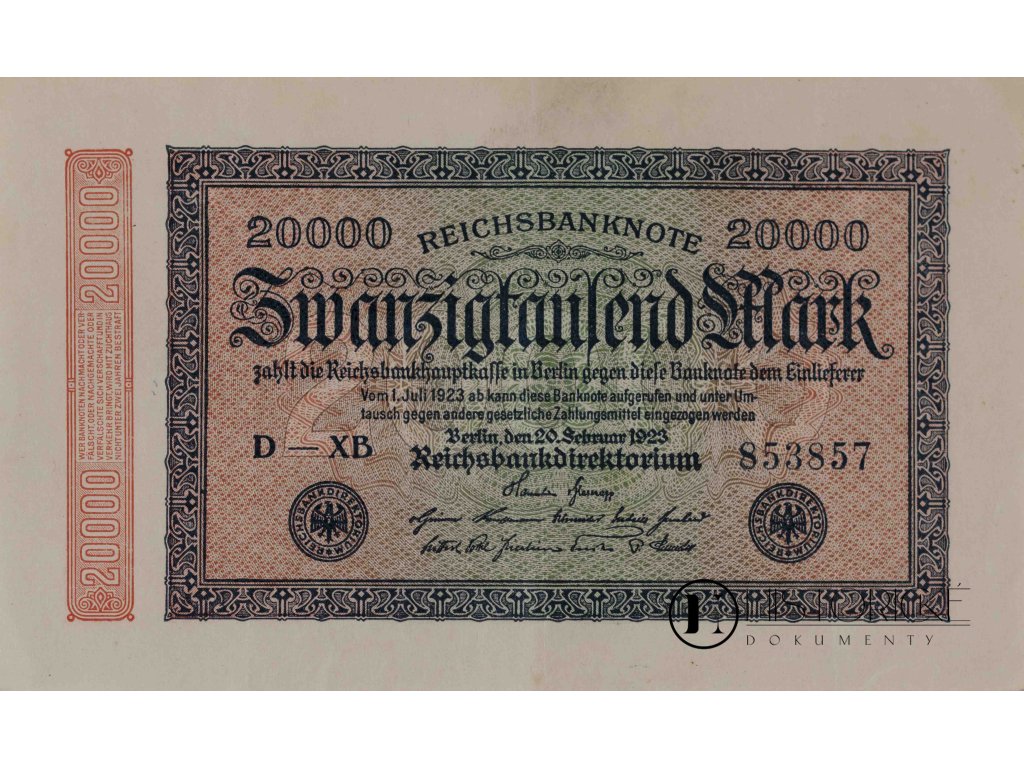 20000
WER BANKNOTEN NACHMACHT ODER VER
FÄLSCHT ODER NACHGEMACHTE ODER
VERFÄLSCHTE SICH VERSCHAFFT UND IN
VERKEHR BRINGT, WIRD MIT ZUCHTHAUS
NICHT UNTER ZWEI JAHREN BESTRAFT
20000
20000 REICHSBANKNOTE 20000
Zwanzigtausend Mark
zahlt die Reichsbankhauptkasse in Berlin gegen diese Banknote dem Einlieferer
Vom 1. Juli 1923 ab kann diese Banknote aufgerufen und unter Um-
tausch gegen andere gesetzliche Zahlungsmittel eingezogen werden
Berlin, den 20. Februar 1923
D — XB Reichsbankdirektorium 853857
REICHSBANKDIREKTORIUM
REICHSBANKDIREKTORIUM
DOKUMENTY